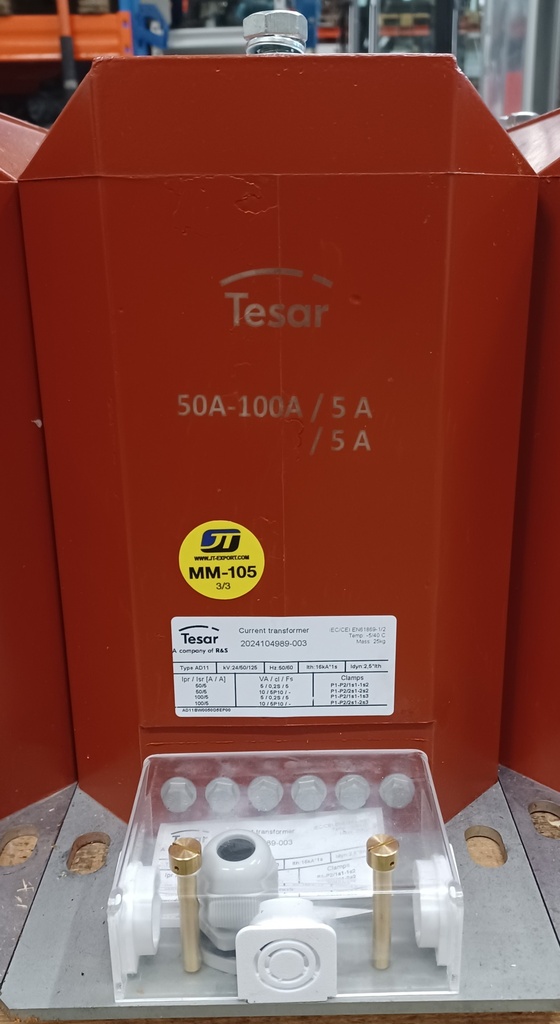 Tesar
50A-100A / 5 A
/ 5 A
JT
WWW.JT-EXPORT.COM
MM-105
3/3
Tesar
A company of R&S
Current transformer
2024104989-003
IEC/CEI EN61869-1/2
Temp: -5/40 C
Mass: 25kg
Type AD11 kV:24/50/125 Hz:50/60 Ith:16kA*1s Idyn:2,5*Ith
Ipr / Isr [A / A] VA / cl / Fs Clamps
50/5 5 / 0,2S / 5 P1-P2/1s1-1s2
50/5 10 / 5P10 / - P1-P2/2s1-2s2
100/5 5 / 0,2S / 5 P1-P2/1s1-1s3
100/5 10 / 5P10 / - P1-P2/2s1-2s3
Tesar
Current transformer